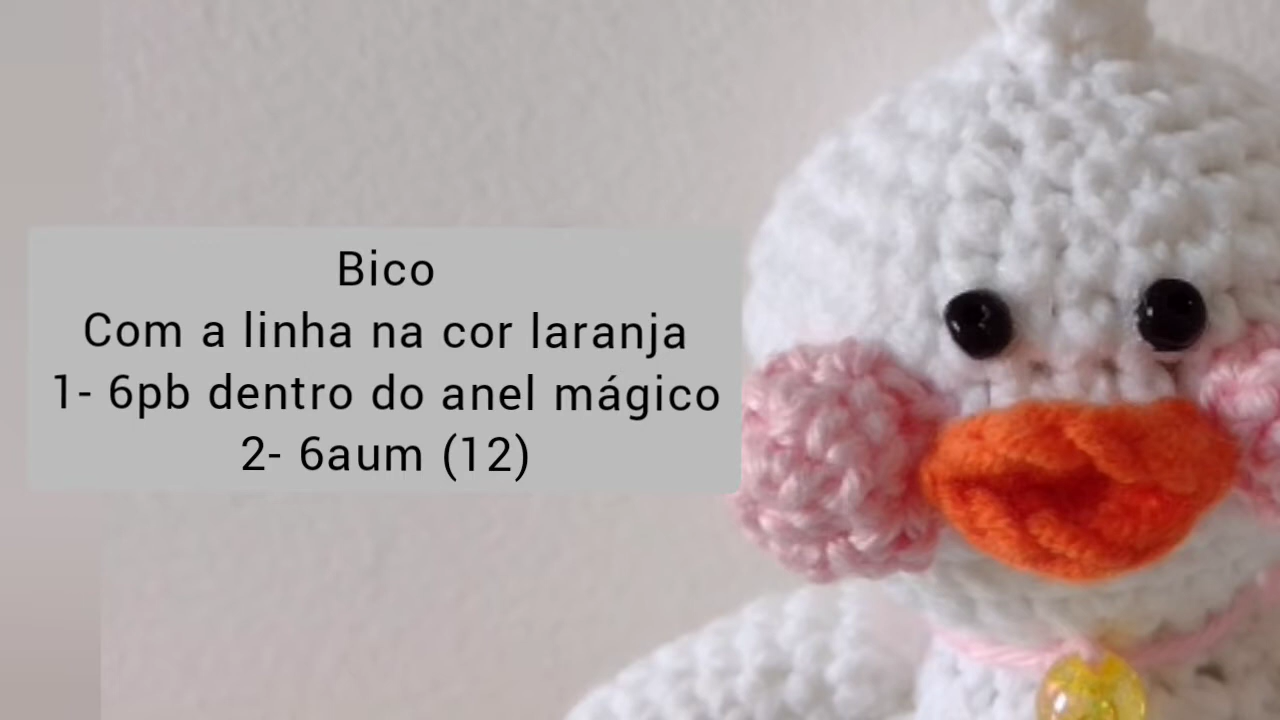 Bico
Com a linha na cor laranja
1- 6pb dentro do anel mágico
2- 6aum (12)